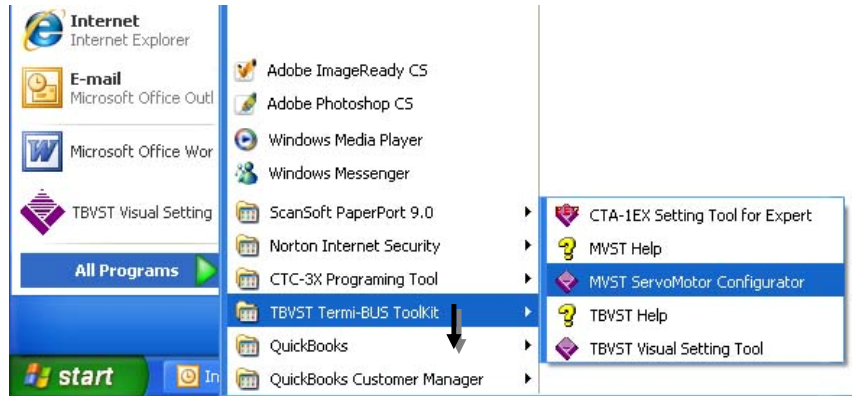 Internet
Internet Explorer
E-mail
Microsoft Office Outl
Microsoft Office Wor
TBVST Visual Setting
All Programs
start
In
Adobe ImageReady CS
Adobe Photoshop CS
Windows Media Player
Windows Messenger
ScanSoft PaperPort 9.0
Norton Internet Security
CTC-3X Programing Tool
TBVST Termi-BUS ToolKit
QuickBooks
QuickBooks Customer Manager
CTA-1EX Setting Tool for Expert
MVST Help
MVST ServoMotor Configurator
TBVST Help
TBVST Visual Setting Tool